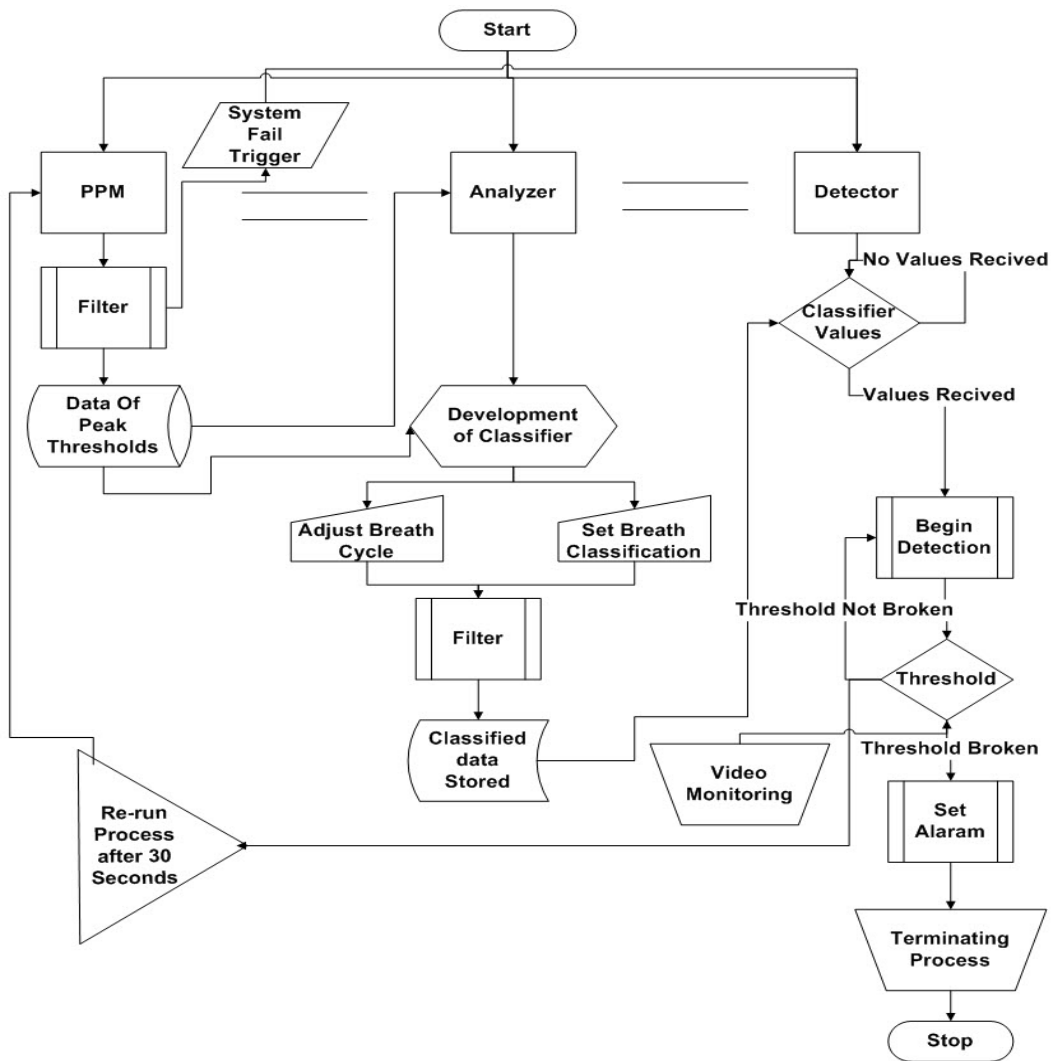 Start
System
Fail
Trigger
PPM
Analyzer
Detector
No Values Recived
Filter
Classifier
Values
Data Of
Peak
Thresholds
Development
of Classifier
Values Recived
Adjust Breath
Cycle
Set Breath
Classification
Begin
Detection
Threshold Not Broken
Filter
Threshold
Classified
data
Stored
Threshold Broken
Video
Monitoring
Re-run
Process
after 30
Seconds
Set
Alaram
Terminating
Process
Stop